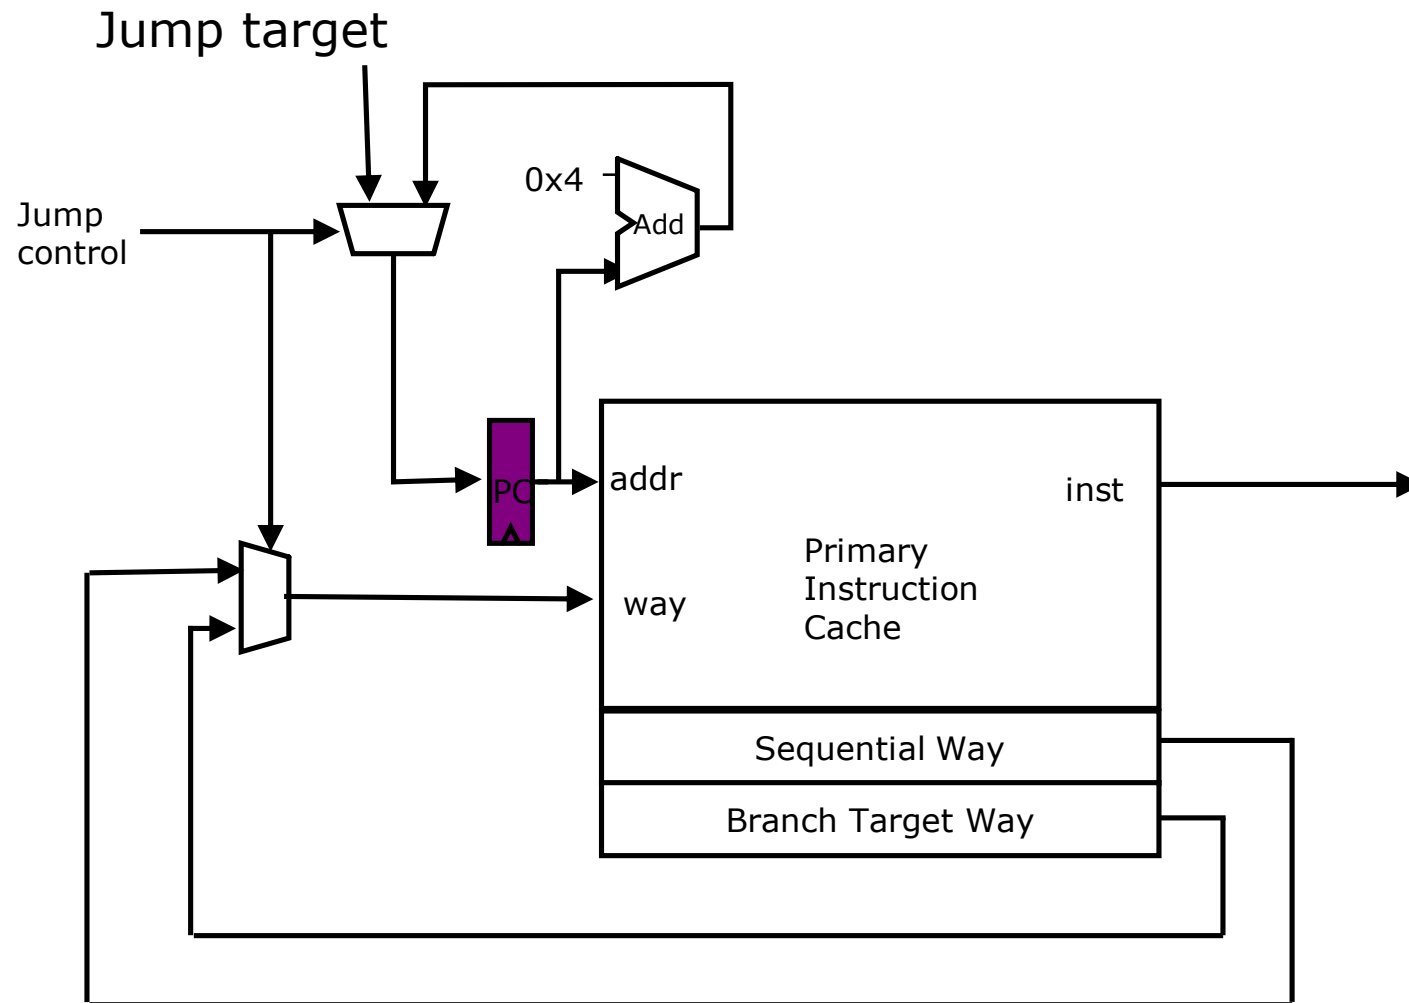 Jump target
0x4
Add
Jump
control
PC
addr
inst
Primary
Instruction
Cache
way
Sequential Way
Branch Target Way